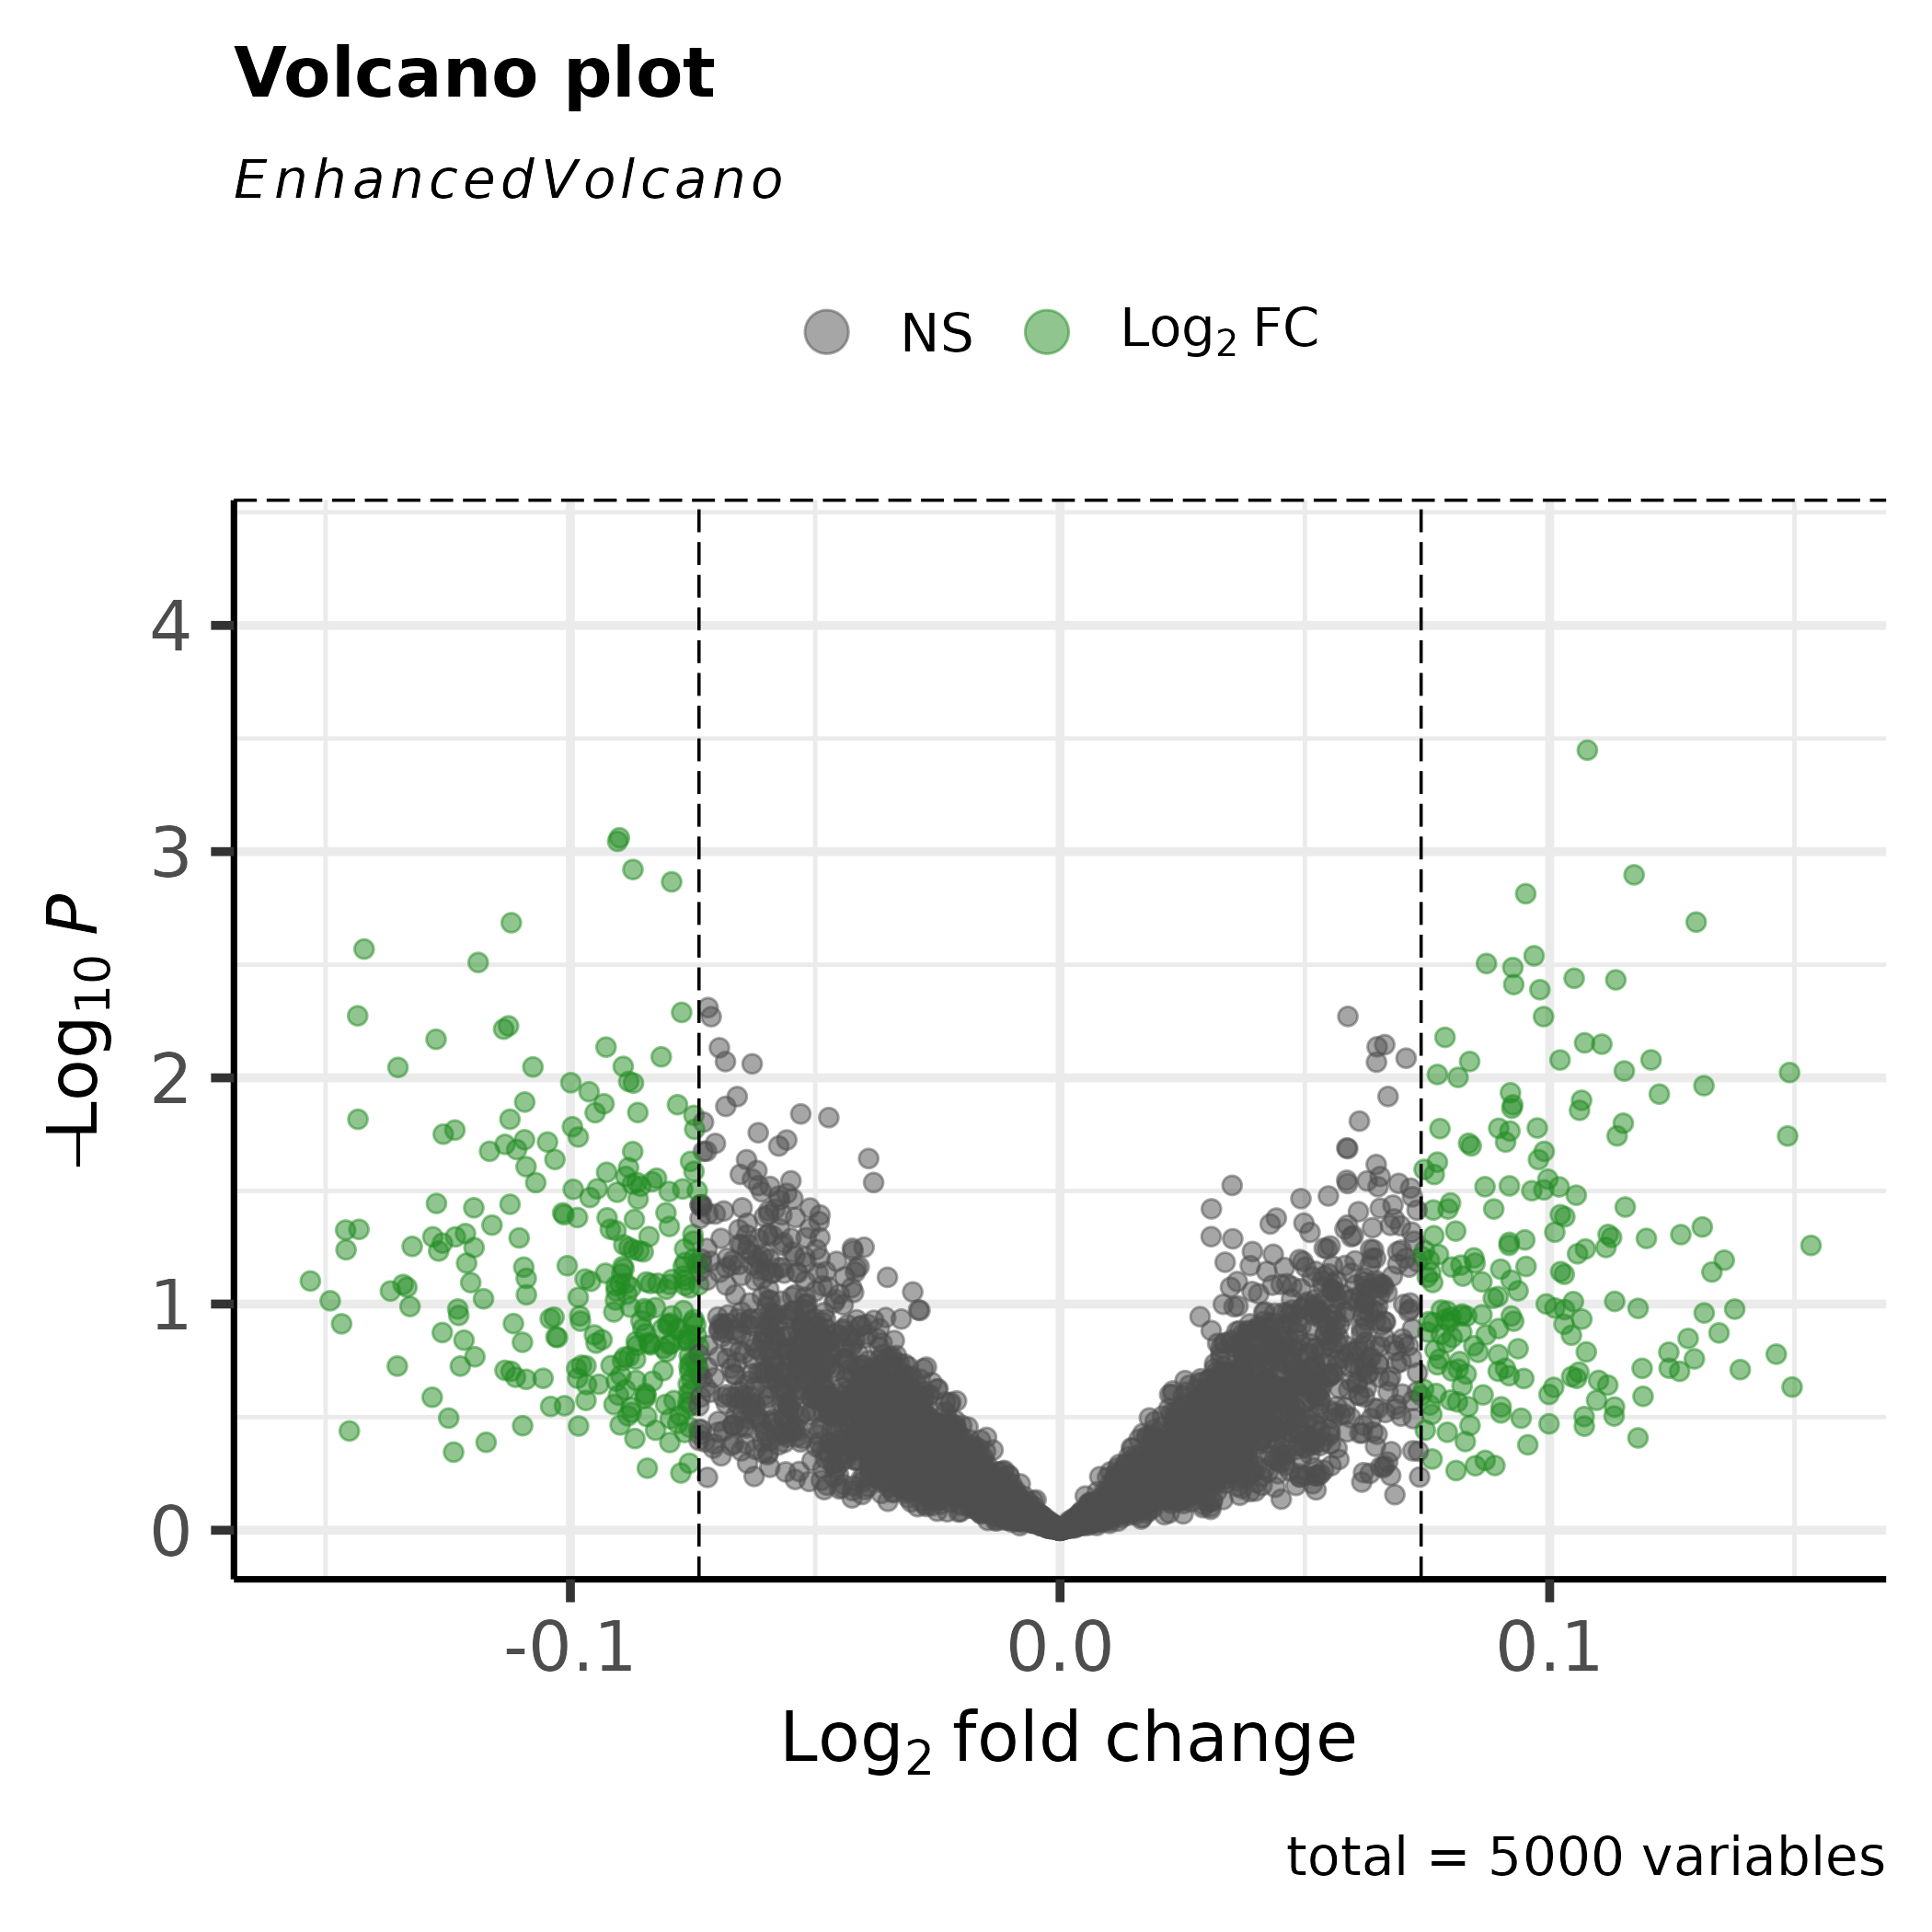 Volcano plot
EnhancedVolcano
NS Log₂ FC
4
3
2
1
0
–Log₁₀ P
-0.1 0.0 0.1
Log₂ fold change
total = 5000 variables